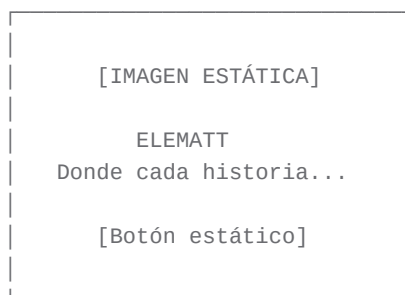 [IMAGEN ESTÁTICA]
ELEMATT
Donde cada historia...
[Botón estático]